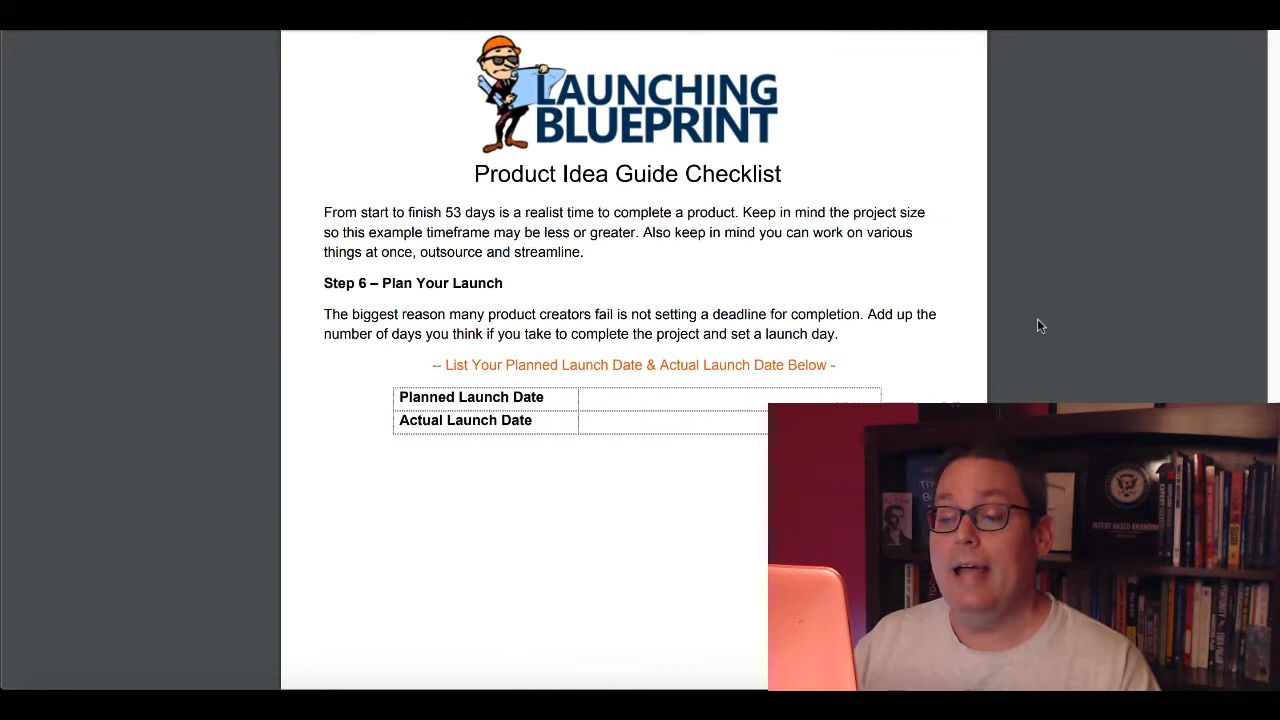 LAUNCHING
BLUEPRINT
Product Idea Guide Checklist
From start to finish 53 days is a realist time to complete a product. Keep in mind the project size
so this example timeframe may be less or greater. Also keep in mind you can work on various
things at once, outsource and streamline.
Step 6 – Plan Your Launch
The biggest reason many product creators fail is not setting a deadline for completion. Add up the
number of days you think if you take to complete the project and set a launch day.
-- List Your Planned Launch Date & Actual Launch Date Below -
Planned Launch Date
Actual Launch Date
INTENT BASED BRANDING